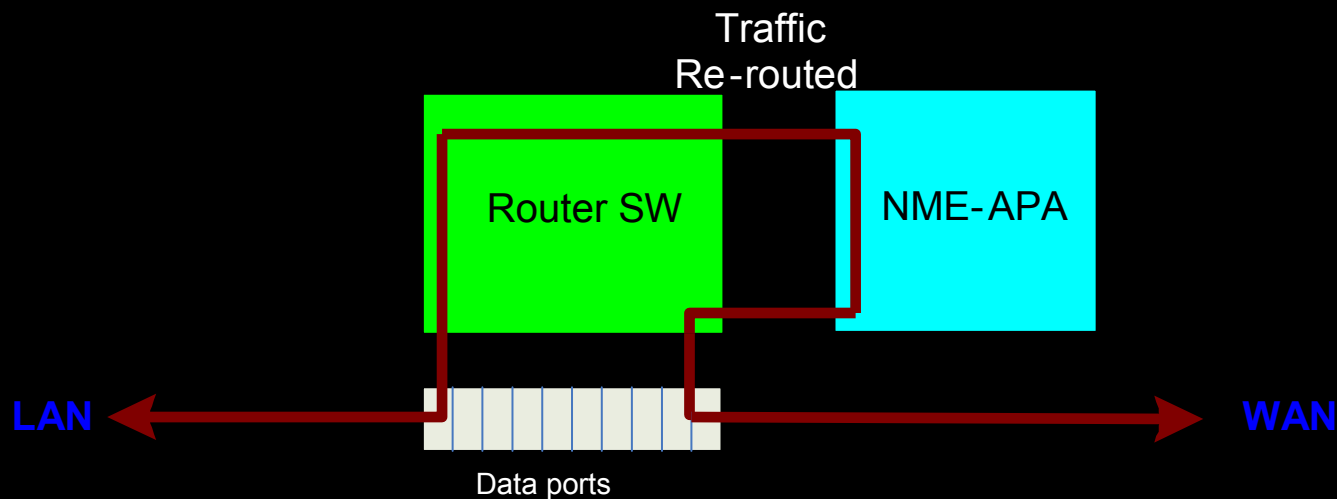 Traffic
Re-routed
Router SW
NME-APA
LAN
WAN
Data ports